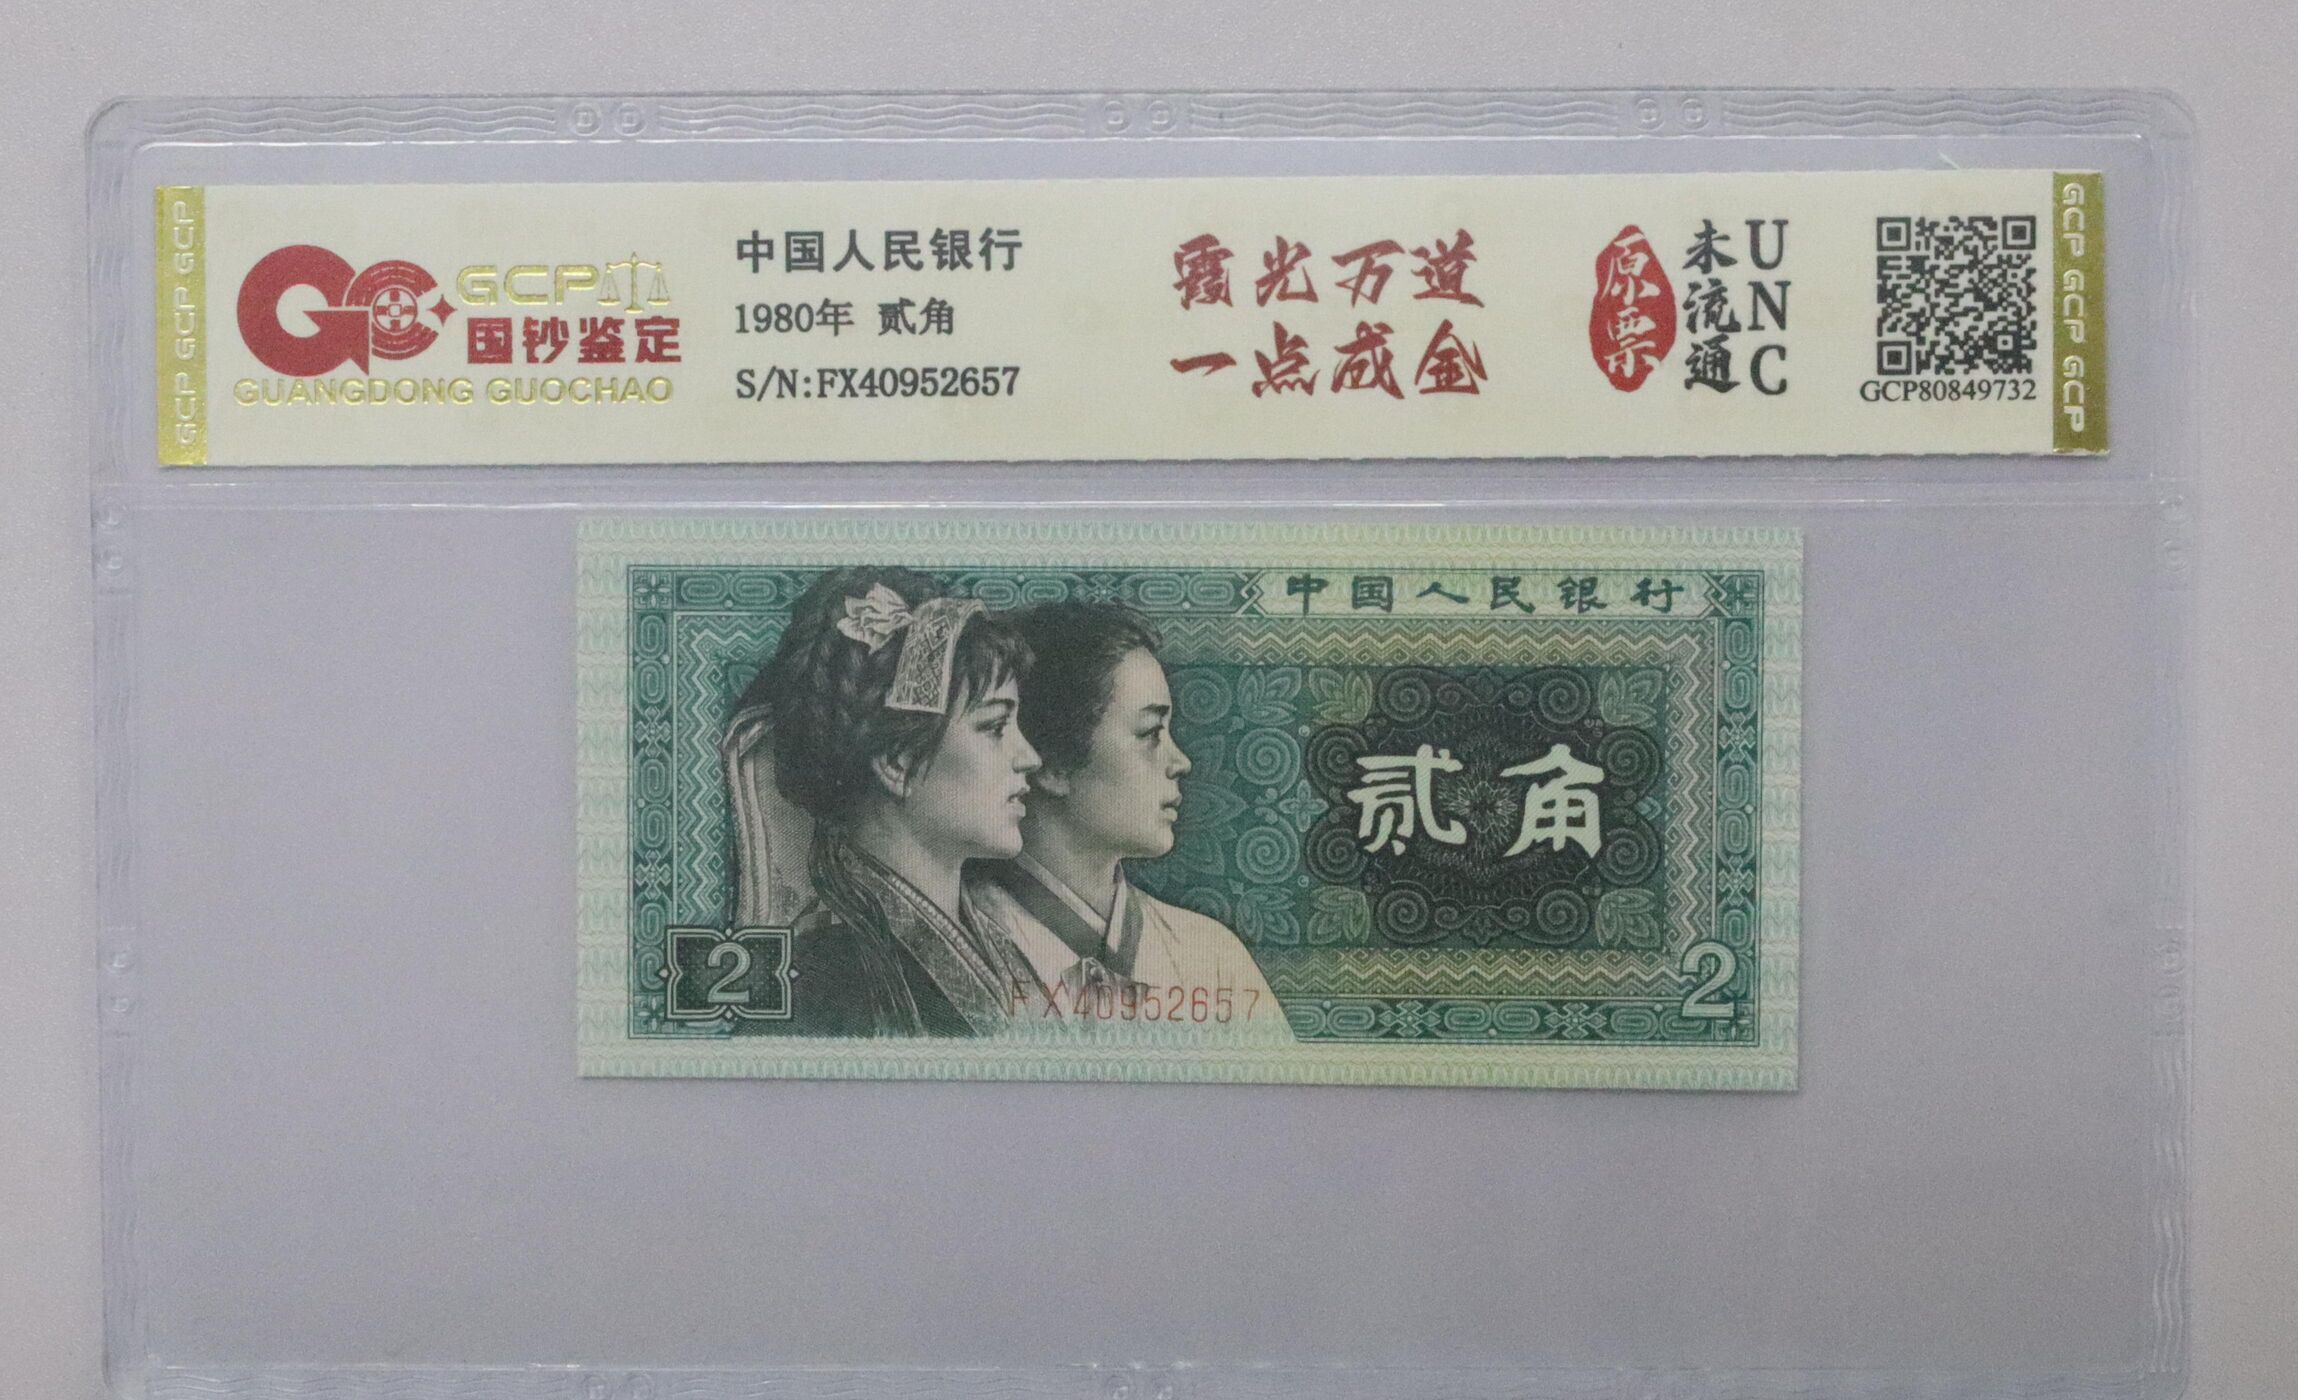 GCP GCP GCP
GCP
国钞鉴定
GUANGDONG GUOCHAO
中国人民银行
1980年 贰角
S/N:FX40952657
霞光万道
一点成金
原票
未流通
UNC
GCP80849732
GCP GCP GCP
中国人民银行
贰角
2
FX40952657
2